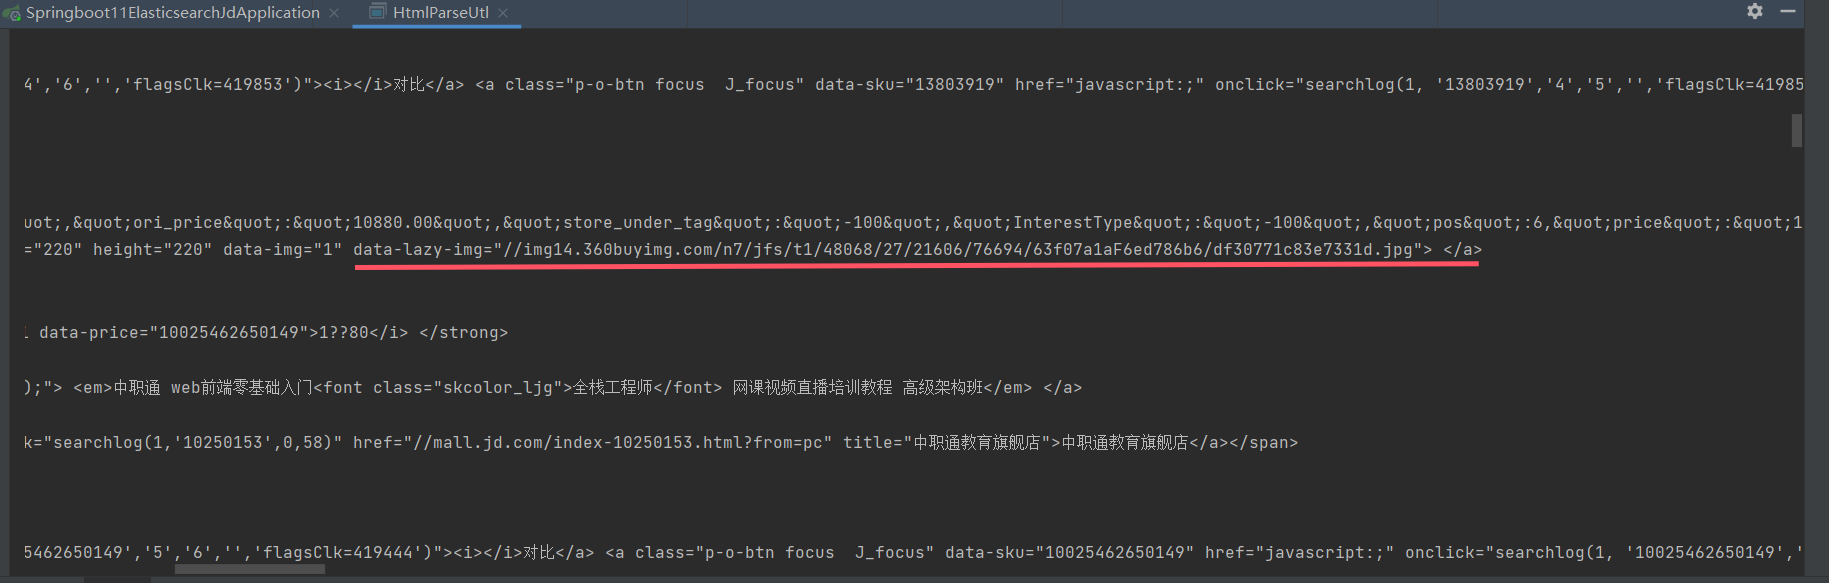 Springboot11ElasticsearchJdApplication HtmlParseUtl
4','6','','flagsClk=419853')"><i></i>对比</a> <a class="p-o-btn focus  J_focus" data-sku="13803919" href="javascript:;" onclick="searchlog(1, '13803919','4','5','','flagsClk=41985
uot;,&quot;ori_price&quot;:&quot;10880.00&quot;,&quot;store_under_tag&quot;:&quot;-100&quot;,&quot;InterestType&quot;:&quot;-100&quot;,&quot;pos&quot;:6,&quot;price&quot;:&quot;1
="220" height="220" data-img="1" data-lazy-img="//img14.360buyimg.com/n7/jfs/t1/48068/27/21606/76694/63f07a1aF6ed786b6/df30771c83e7331d.jpg"> </a>
data-price="10025462650149">1??80</i> </strong>
);"> <em>中职通 web前端零基础入门<font class="skcolor_ljg">全栈工程师</font> 网课视频直播培训教程 高级架构班</em> </a>
k="searchlog(1,'10250153',0,58)" href="//mall.jd.com/index-10250153.html?from=pc" title="中职通教育旗舰店">中职通教育旗舰店</a></span>
5462650149','5','6','','flagsClk=419444')"><i></i>对比</a> <a class="p-o-btn focus  J_focus" data-sku="10025462650149" href="javascript:;" onclick="searchlog(1, '10025462650149','